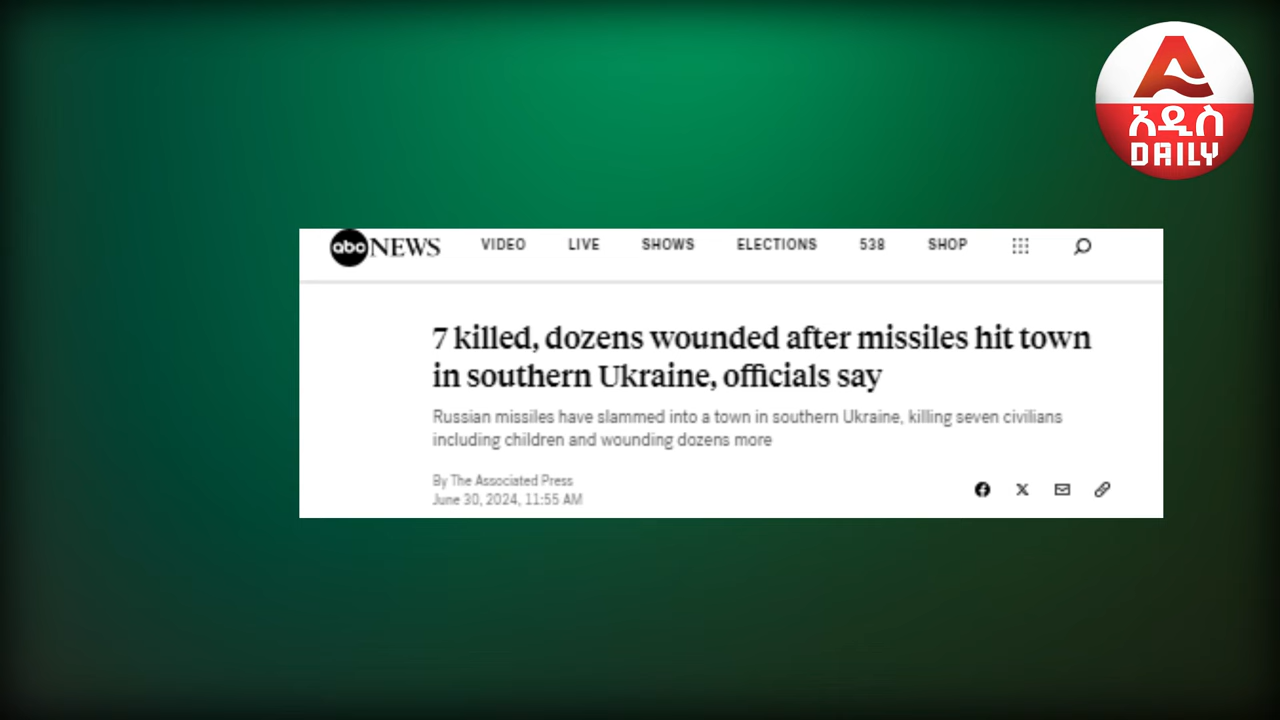 አዲስ
DAILY
abc NEWS VIDEO LIVE SHOWS ELECTIONS 538 SHOP
7 killed, dozens wounded after missiles hit town
in southern Ukraine, officials say
Russian missiles have slammed into a town in southern Ukraine, killing seven civilians
including children and wounding dozens more
By The Associated Press
June 30, 2024, 11:55 AM